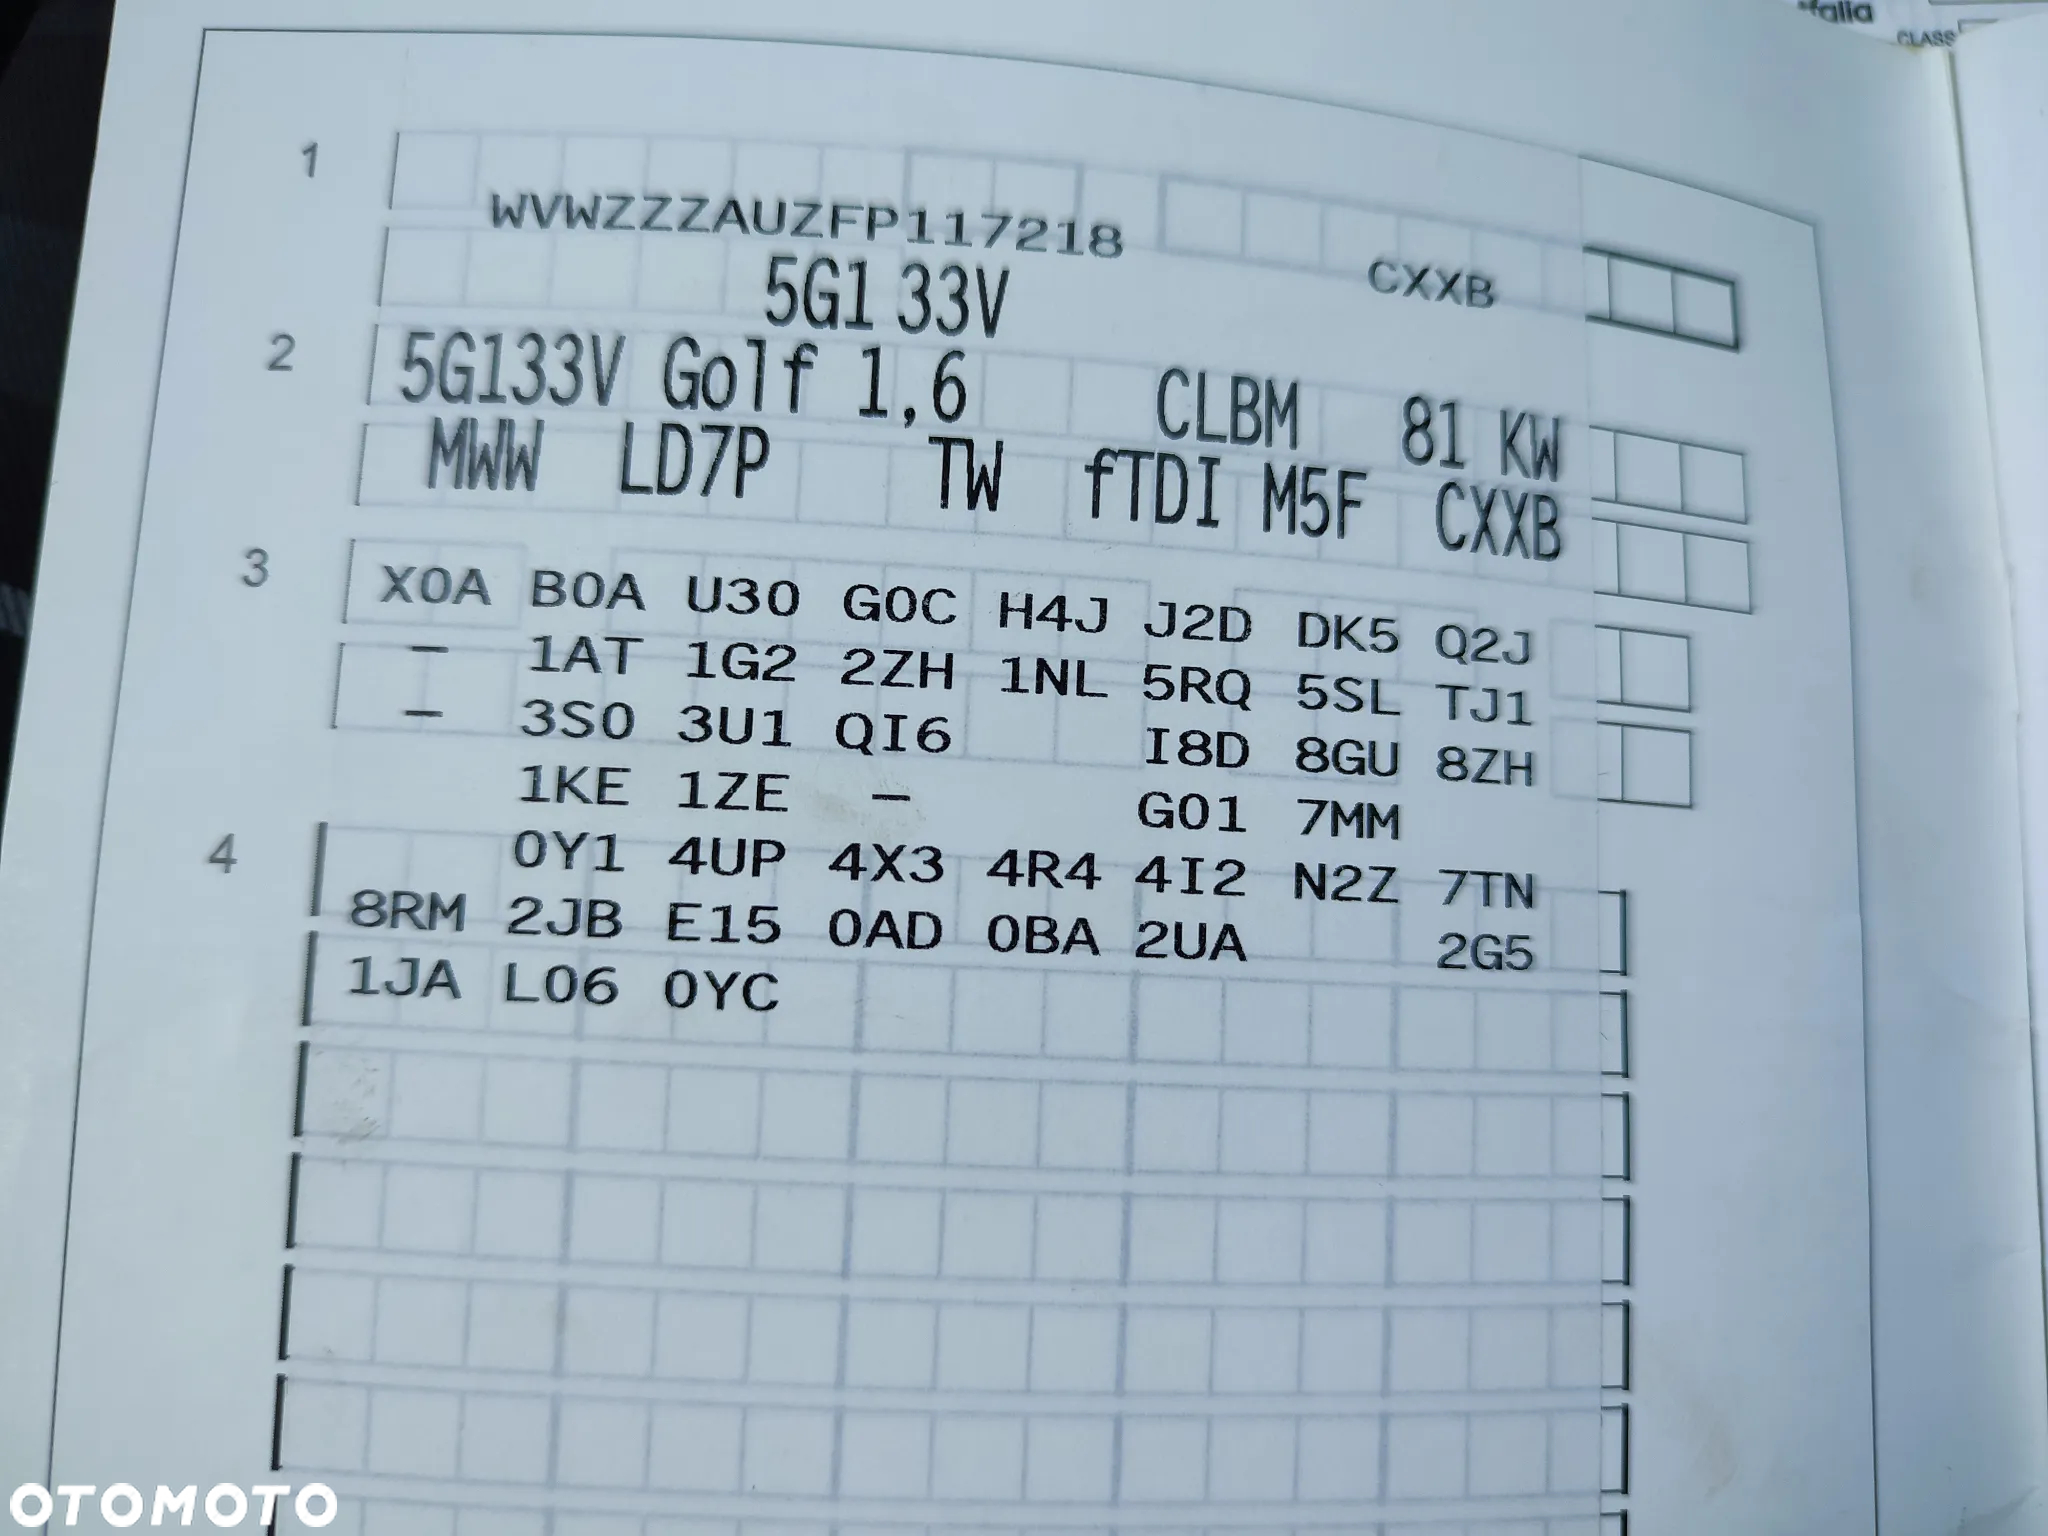 falia
CLASS
1
WVWZZZAUZFP117218 CXXB
5G1 33V
2
5G133V Golf 1,6 CLBM 81 KW
MWW LD7P TW fTDI M5F CXXB
3
X0A B0A U30 G0C H4J J2D DK5 Q2J
- 1AT 1G2 2ZH 1NL 5RQ 5SL TJ1
- 3S0 3U1 QI6 I8D 8GU 8ZH
1KE 1ZE - G01 7MM
4
0Y1 4UP 4X3 4R4 4I2 N2Z 7TN
8RM 2JB E15 0AD 0BA 2UA 2G5
1JA L06 0YC
OTOMOTO